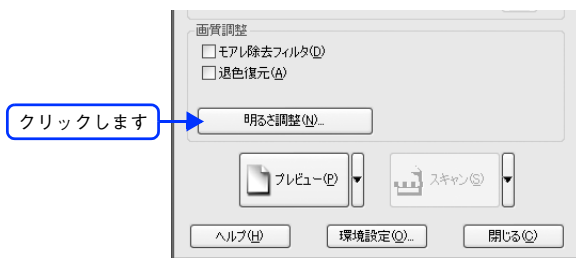 画質調整
モアレ除去フィルタ(D)
退色復元(A)
クリックします
明るさ調整(N)...
プレビュー(P)
スキャン(S)
ヘルプ(H)
環境設定(O)...
閉じる(C)